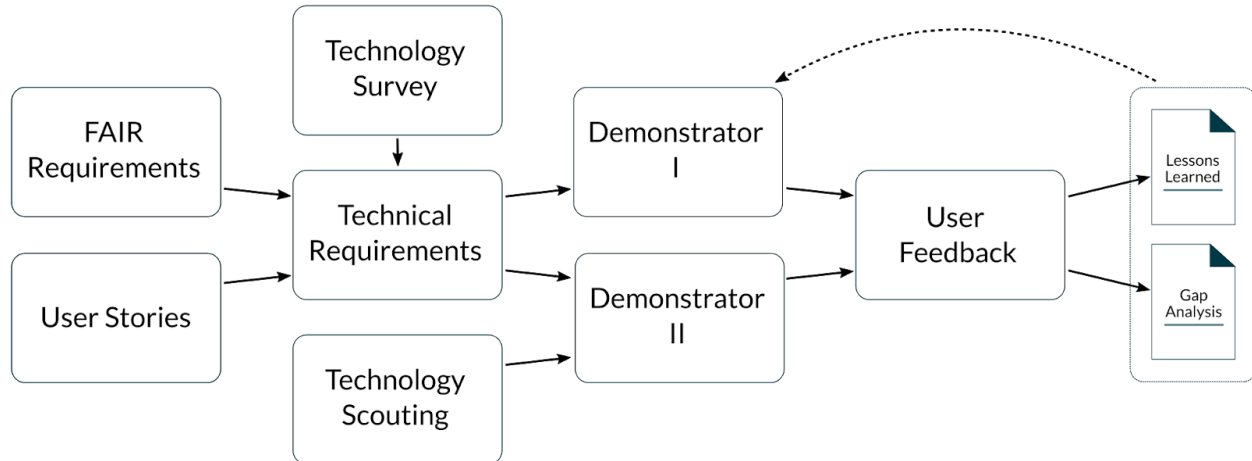 FAIR
Requirements
User Stories
Technology
Survey
Technical
Requirements
Technology
Scouting
Demonstrator
I
Demonstrator
II
User
Feedback
Lessons
Learned
Gap
Analysis